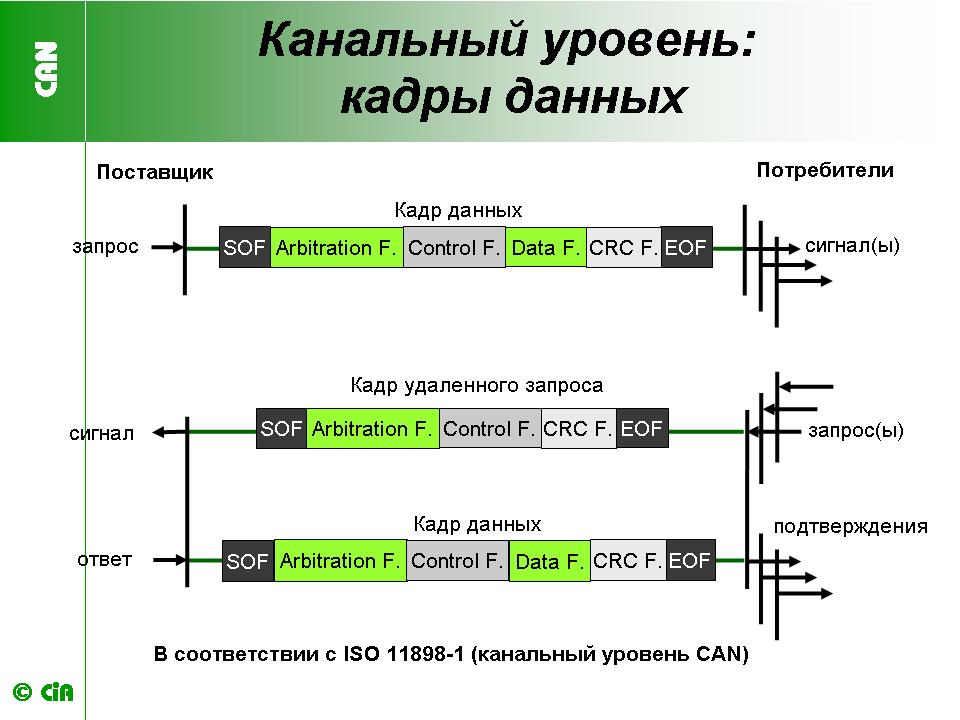 CAN
Канальный уровень:
кадры данных
Поставщик
Потребители
Кадр данных
запрос
SOF Arbitration F. Control F. Data F. CRC F. EOF
сигнал(ы)
Кадр удаленного запроса
сигнал
SOF Arbitration F. Control F. CRC F. EOF
запрос(ы)
Кадр данных
подтверждения
ответ
SOF Arbitration F. Control F. Data F. CRC F. EOF
В соответствии с ISO 11898-1 (канальный уровень CAN)
© CiA